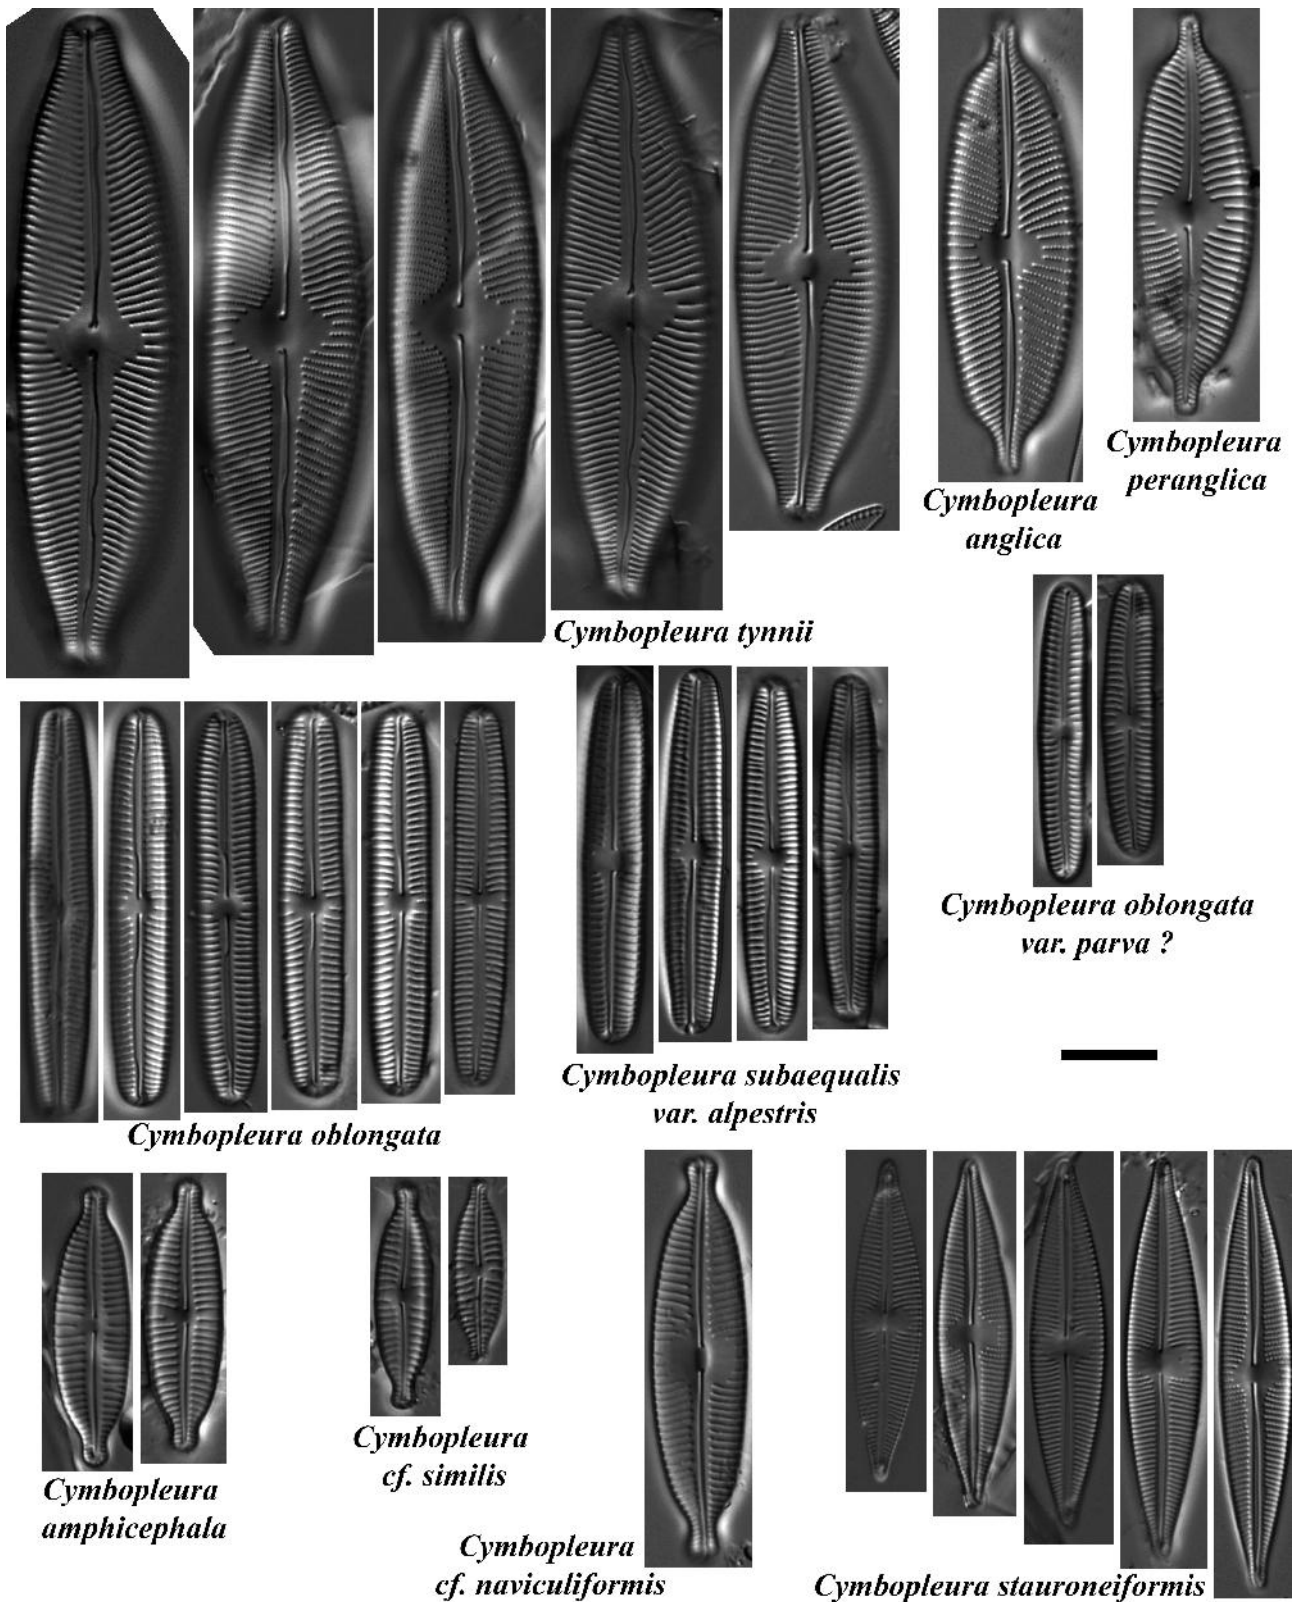 Cymbopleura
peranglica
Cymbopleura
anglica
Cymbopleura tynnii
Cymbopleura oblongata
var. parva ?
Cymbopleura subaequalis
var. alpestris
Cymbopleura oblongata
Cymbopleura
amphicephala
Cymbopleura
cf. similis
Cymbopleura
cf. naviculiformis
Cymbopleura stauroneiformis